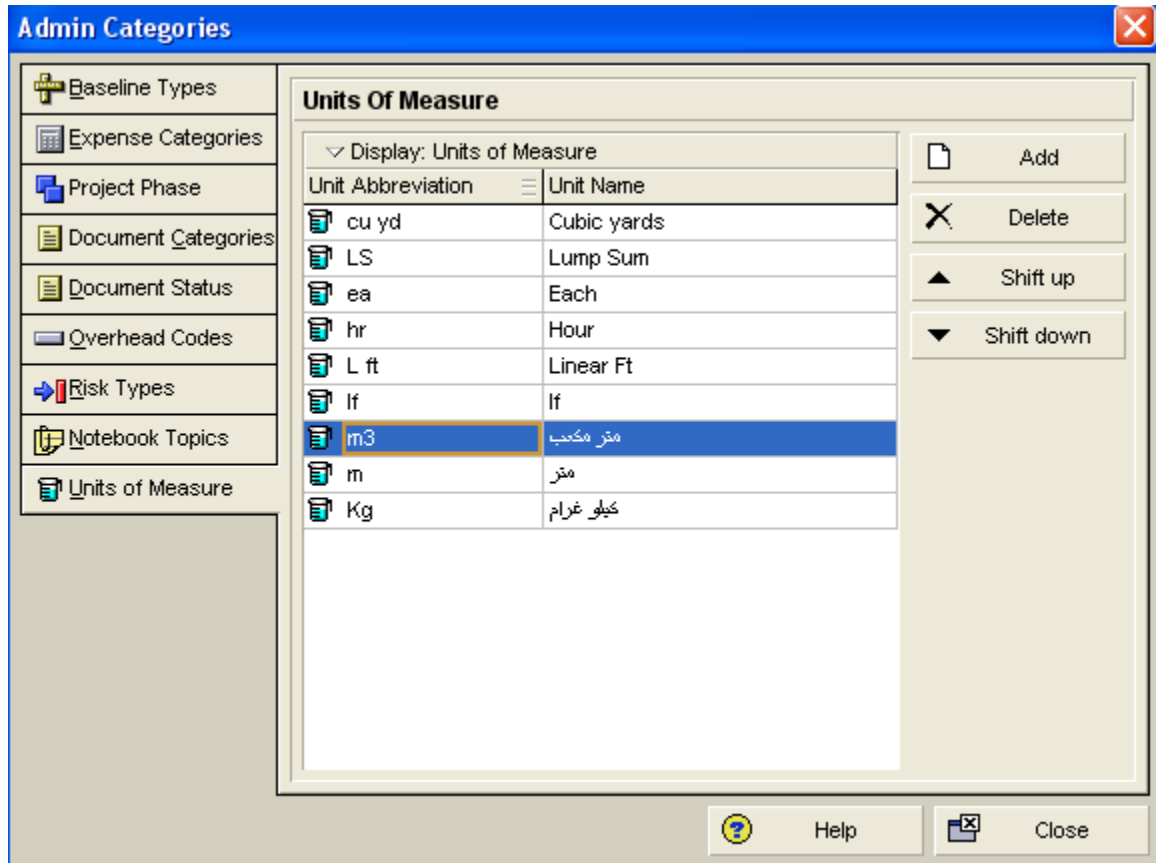 Admin Categories
Baseline Types
Expense Categories
Project Phase
Document Categories
Document Status
Overhead Codes
Risk Types
Notebook Topics
Units of Measure
Units Of Measure
Display: Units of Measure
Unit Abbreviation Unit Name
cu yd Cubic yards
LS Lump Sum
ea Each
hr Hour
L ft Linear Ft
lf lf
m3 متر مكعب
m متر
Kg كيلو غرام
Add
Delete
Shift up
Shift down
Help
Close